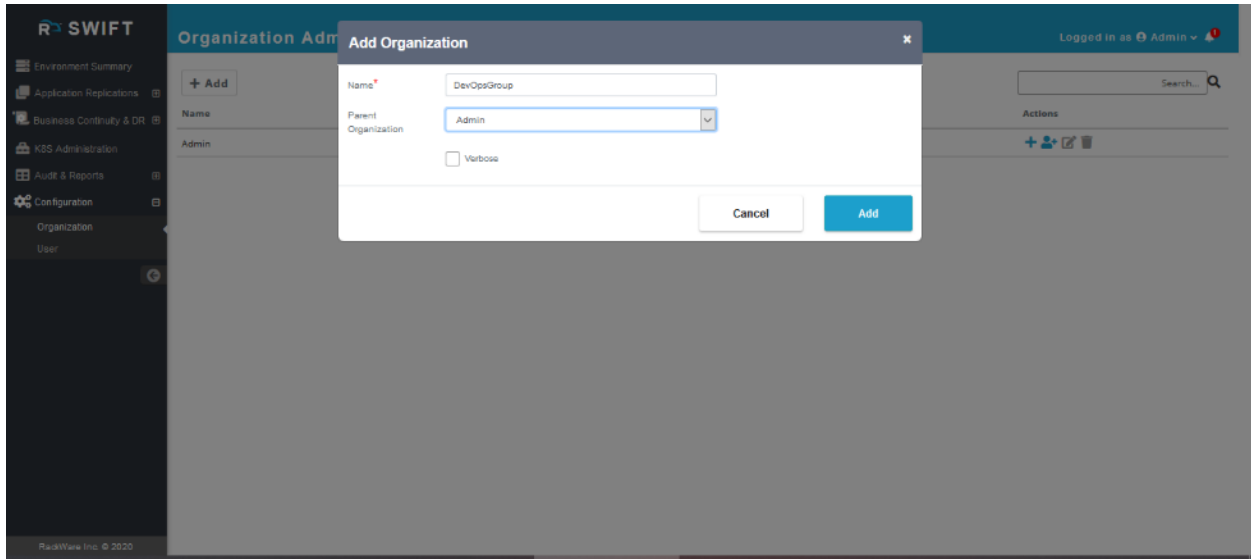 SWIFT
Organization Adm
Logged in as Admin
Environment Summary
Application Replications
Business Continuity & DR
K8S Administration
Audit & Reports
Configuration
Organization
User
RackWare Inc. © 2020
+ Add
Search...
Name
Actions
Admin
Add Organization
×
Name*
DevOpsGroup
Parent
Organization
Admin
Verbose
Cancel
Add